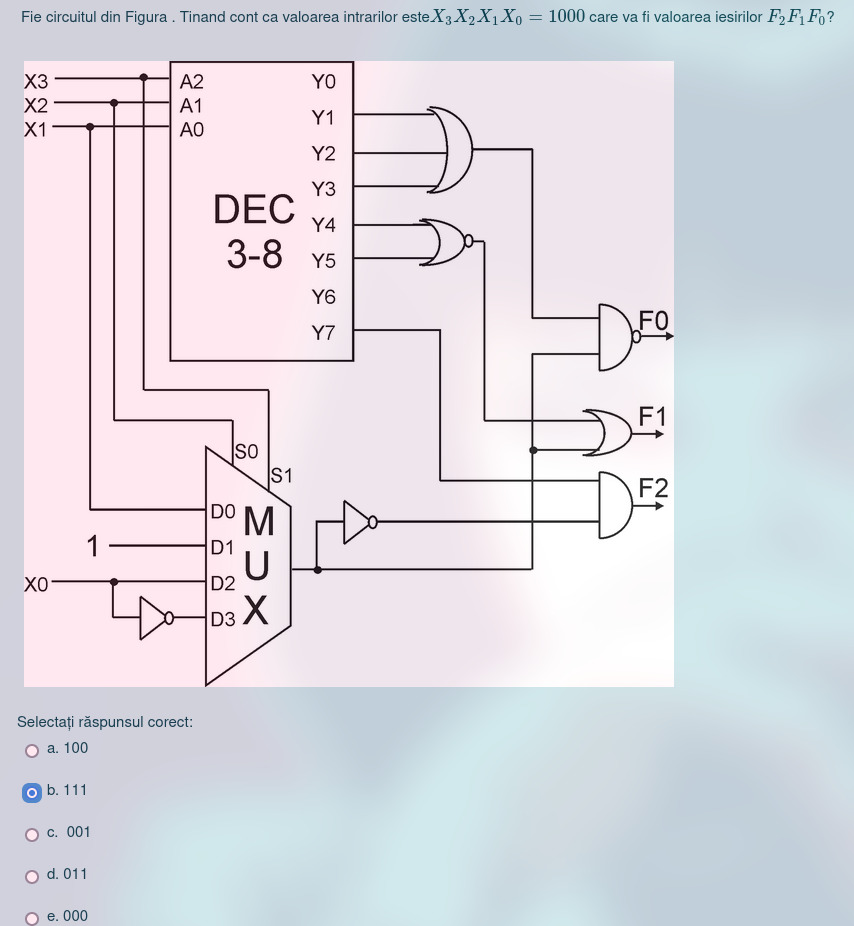 Fie circuitul din Figura . Tinand cont ca valoarea intrarilor este X₃X₂X₁X₀ = 1000 care va fi valoarea iesirilor F₂F₁F₀?
X3 A2 Y0
X2 A1
X1 A0 Y1
Y2
Y3
DEC Y4
3-8 Y5
Y6
Y7
F0
F1
S0
S1
F2
D0
1 D1
X0 D2
D3
MUX
Selectați răspunsul corect:
a. 100
b. 111
c. 001
d. 011
e. 000